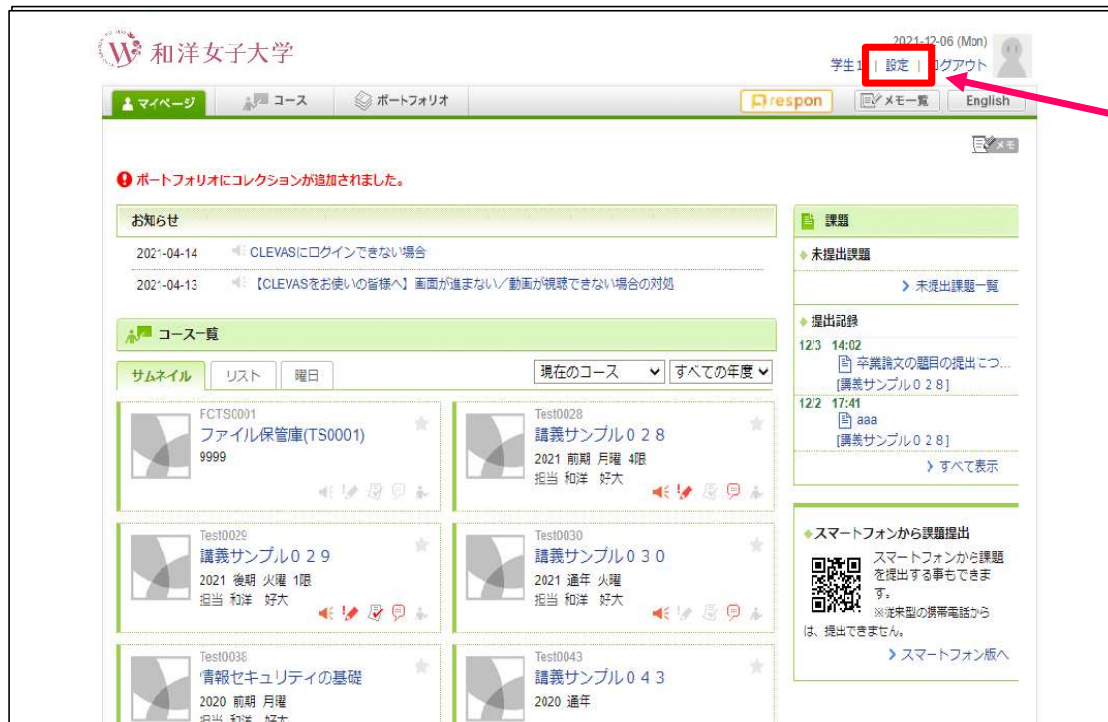 和洋女子大学
2021-12-06 (Mon)
学生1 | 設定 | ログアウト
マイページ コース ポートフォリオ respon メモ一覧 English
メモ
ポートフォリオにコレクションが追加されました。
お知らせ
2021-04-14 CLEVASにログインできない場合
2021-04-13 【CLEVASをお使いの皆様へ】画面が進まない／動画が視聴できない場合の対処
コース一覧
サムネイル リスト 曜日 現在のコース すべての年度
FCTS0001
ファイル保管庫(TS0001)
9999
Test0028
講義サンプル０２８
2021 前期 月曜 4限
担当 和洋 好大
Test0029
講義サンプル０２９
2021 後期 火曜 1限
担当 和洋 好大
Test0030
講義サンプル０３０
2021 通年 火曜
担当 和洋 好大
Test0038
情報セキュリティの基礎
2020 前期 月曜
担当 和洋 好大
Test0043
講義サンプル０４３
2020 通年
課題
未提出課題
未提出課題一覧
提出記録
12/3 14:02
卒業論文の題目の提出につ...
[講義サンプル０２８]
12/2 17:41
aaa
[講義サンプル０２８]
すべて表示
スマートフォンから課題提出
スマートフォンから課題
を提出する事もできま
す。
※従来型の携帯電話から
は、提出できません。
スマートフォン版へ